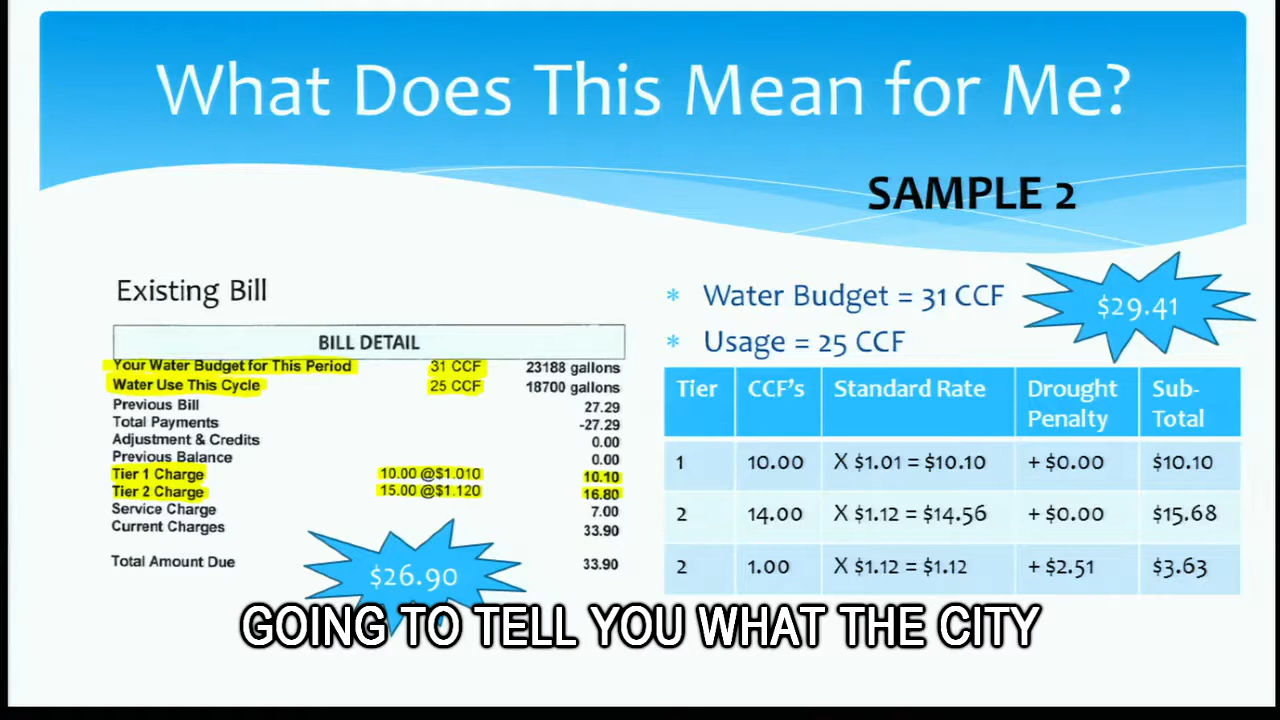 What Does This Mean for Me?
SAMPLE 2
Existing Bill
BILL DETAIL
Your Water Budget for This Period 31 CCF 23188 gallons
Water Use This Cycle 25 CCF 18700 gallons
Previous Bill 27.29
Total Payments -27.29
Adjustment & Credits 0.00
Previous Balance 0.00
Tier 1 Charge 10.00 @$1.010 10.10
Tier 2 Charge 15.00 @$1.120 16.80
Service Charge 7.00
Current Charges 33.90
Total Amount Due 33.90
$26.90
* Water Budget = 31 CCF
* Usage = 25 CCF
$29.41
Tier CCF's Standard Rate Drought Penalty Sub-Total
1 10.00 X $1.01 = $10.10 + $0.00 $10.10
2 14.00 X $1.12 = $14.56 + $0.00 $15.68
2 1.00 X $1.12 = $1.12 + $2.51 $3.63
GOING TO TELL YOU WHAT THE CITY